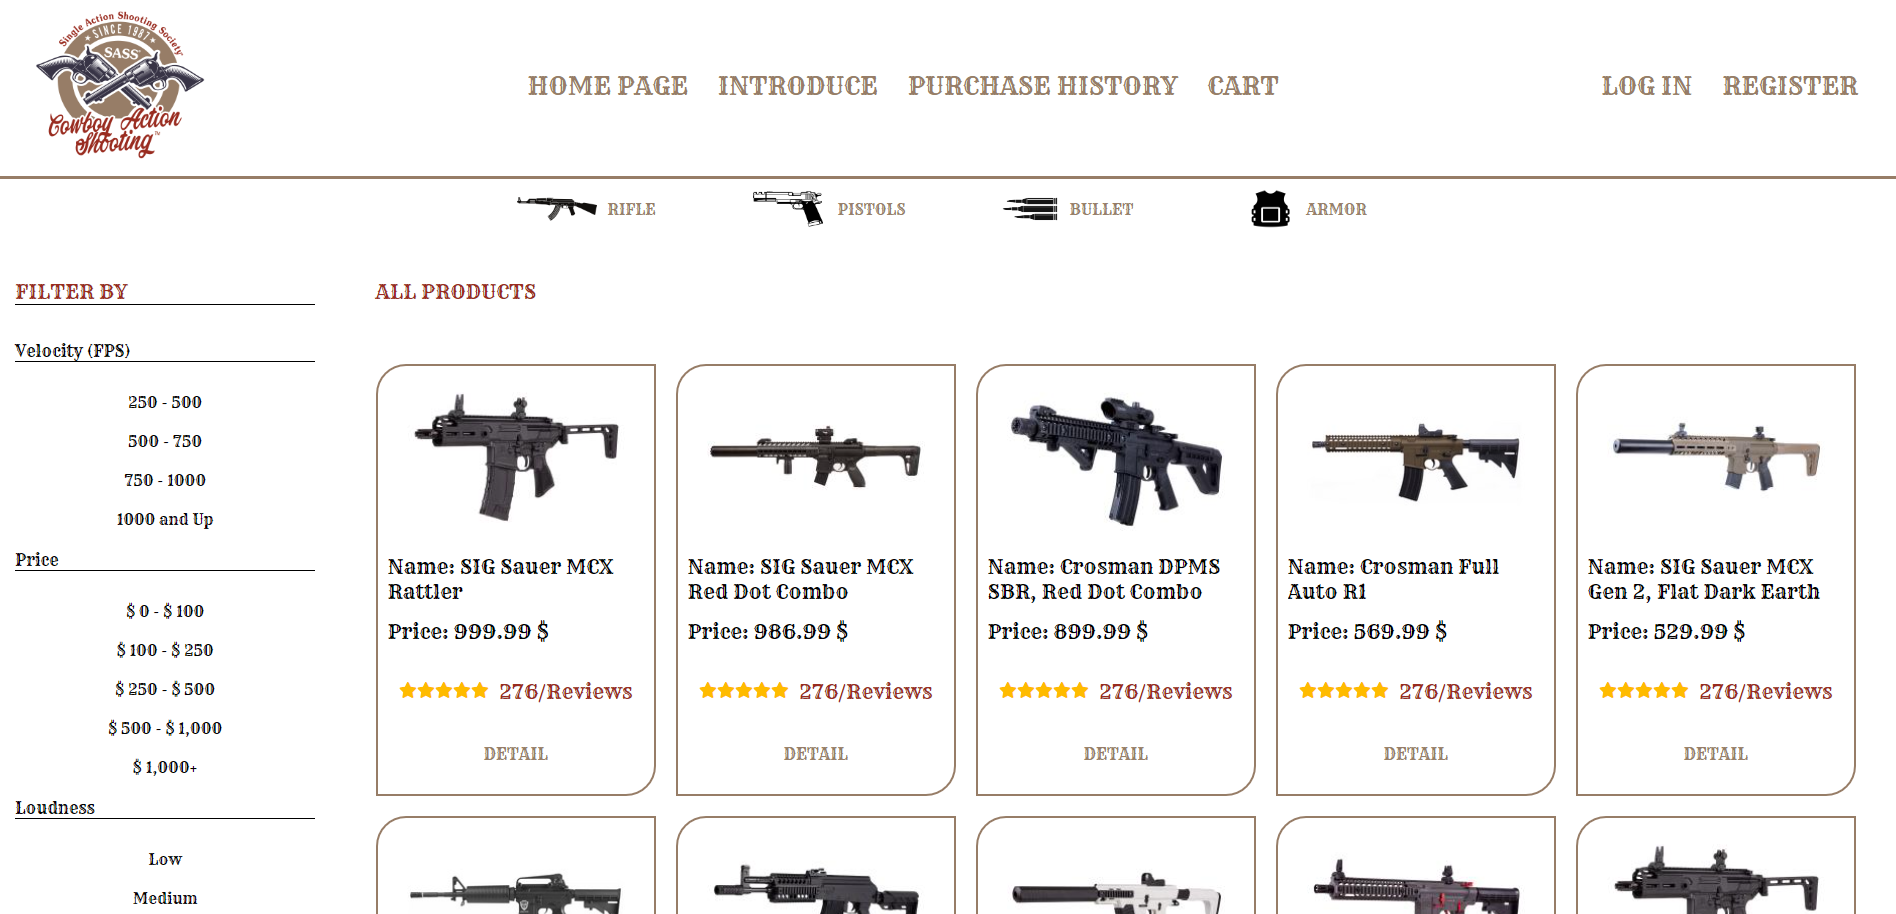 Single Action Shooting Society
SINCE 1987
SASS
Cowboy Action
Shooting
HOME PAGE INTRODUCE PURCHASE HISTORY CART LOG IN REGISTER
RIFLE PISTOLS BULLET ARMOR
FILTER BY
Velocity (FPS)
250 - 500
500 - 750
750 - 1000
1000 and Up
Price
$ 0 - $ 100
$ 100 - $ 250
$ 250 - $ 500
$ 500 - $ 1,000
$ 1,000+
Loudness
Low
Medium
ALL PRODUCTS
Name: SIG Sauer MCX
Rattler
Price: 999.99 $
276/Reviews
DETAIL
Name: SIG Sauer MCX
Red Dot Combo
Price: 986.99 $
276/Reviews
DETAIL
Name: Crosman DPMS
SBR, Red Dot Combo
Price: 899.99 $
276/Reviews
DETAIL
Name: Crosman Full
Auto R1
Price: 569.99 $
276/Reviews
DETAIL
Name: SIG Sauer MCX
Gen 2, Flat Dark Earth
Price: 529.99 $
276/Reviews
DETAIL